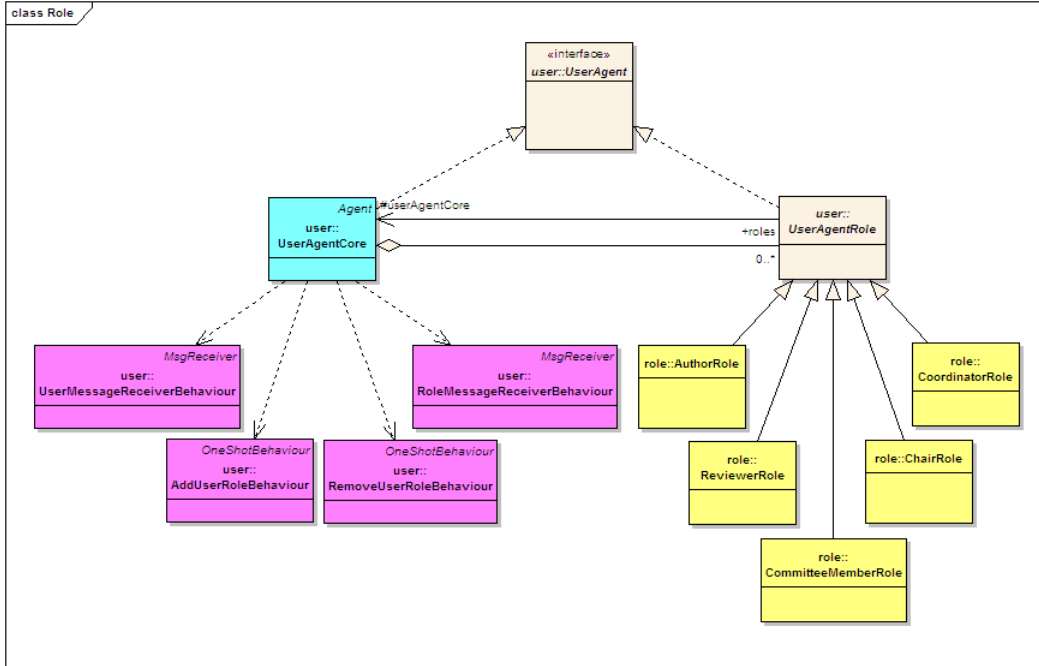 class Role
«interface»
user::UserAgent
Agent
user::
UserAgentCore
#userAgentCore
+roles
0..*
user::
UserAgentRole
MsgReceiver
user::
UserMessageReceiverBehaviour
MsgReceiver
user::
RoleMessageReceiverBehaviour
OneShotBehaviour
user::
AddUserRoleBehaviour
OneShotBehaviour
user::
RemoveUserRoleBehaviour
role::AuthorRole
role::
CoordinatorRole
role::
ReviewerRole
role::ChairRole
role::
CommitteeMemberRole